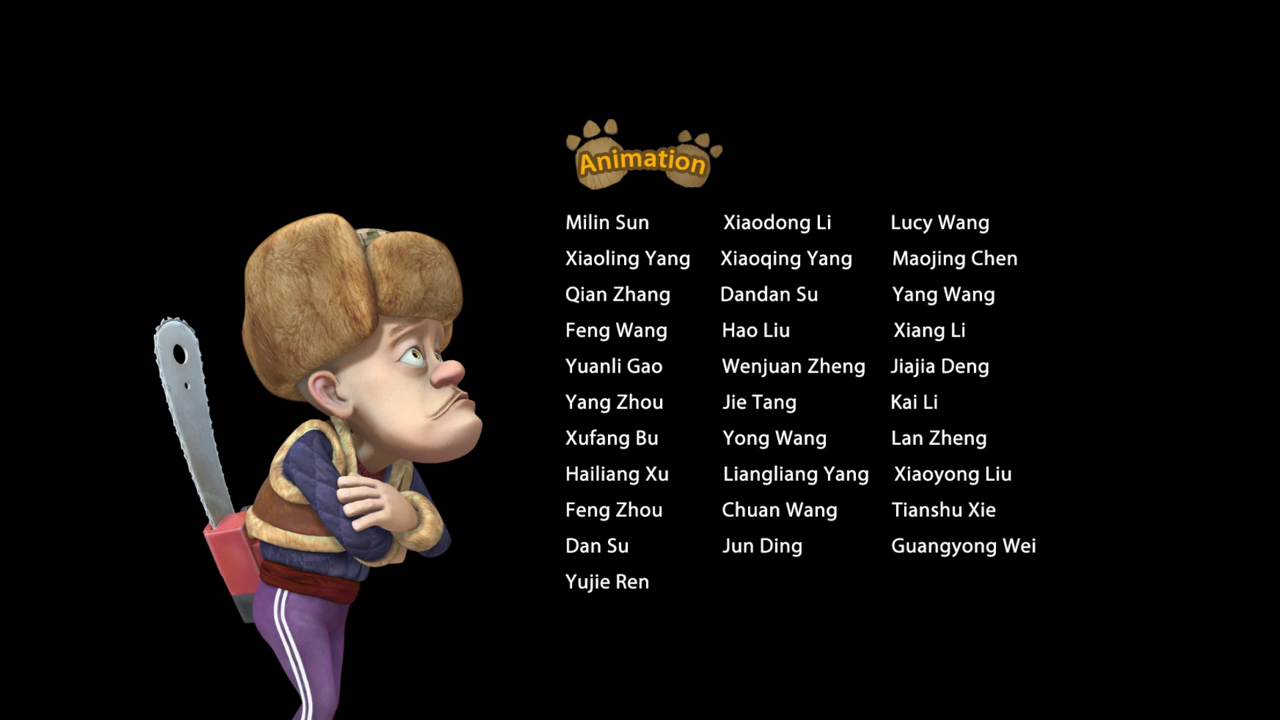 Animation
Milin Sun Xiaodong Li Lucy Wang
Xiaoling Yang Xiaoqing Yang Maojing Chen
Qian Zhang Dandan Su Yang Wang
Feng Wang Hao Liu Xiang Li
Yuanli Gao Wenjuan Zheng Jiajia Deng
Yang Zhou Jie Tang Kai Li
Xufang Bu Yong Wang Lan Zheng
Hailiang Xu Liangliang Yang Xiaoyong Liu
Feng Zhou Chuan Wang Tianshu Xie
Dan Su Jun Ding Guangyong Wei
Yujie Ren